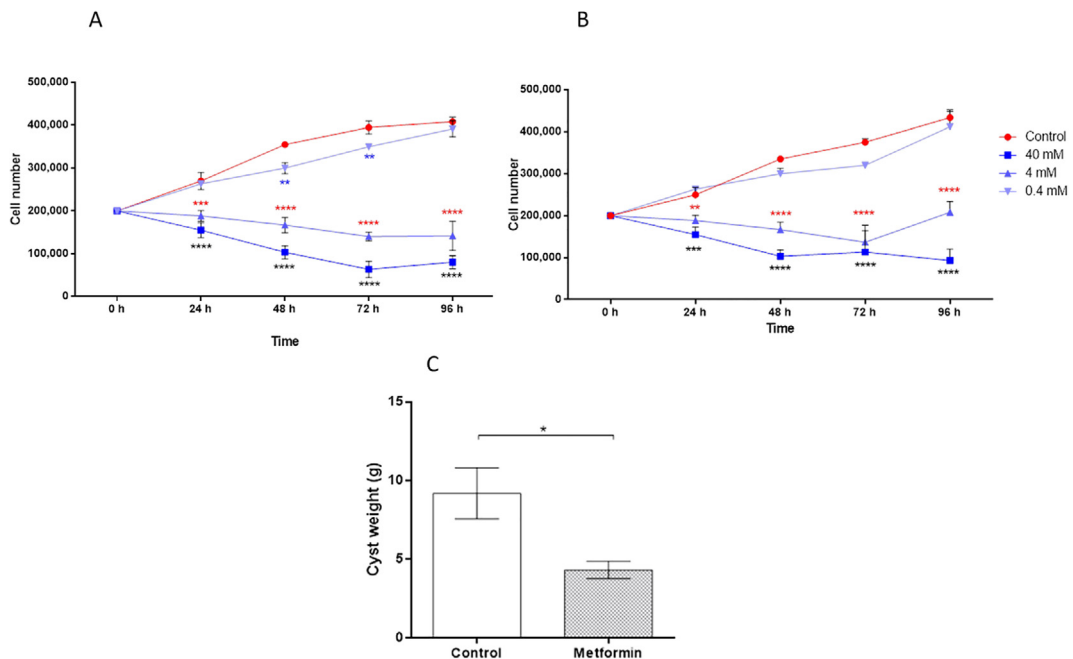 A
B
500,000
400,000
300,000
200,000
100,000
0
Cell number
** 
**
*** **** **** ****
**** **** **** ****
0 h 24 h 48 h 72 h 96 h
Time
500,000
400,000
300,000
200,000
100,000
0
Cell number
** **** **** ****
*** **** **** ****
0 h 24 h 48 h 72 h 96 h
Time
Control
40 mM
4 mM
0.4 mM
C
15
10
5
0
Cyst weight (g)
*
Control Metformin